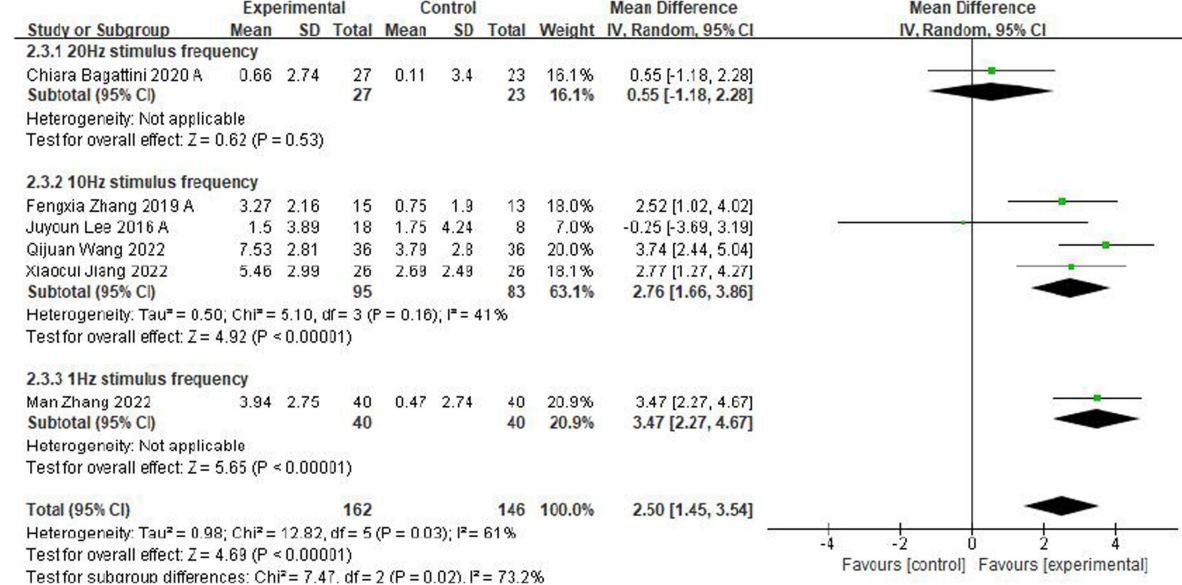 Experimental Control Mean Difference Mean Difference
Study or Subgroup Mean SD Total Mean SD Total Weight IV, Random, 95% CI IV, Random, 95% CI
2.3.1 20Hz stimulus frequency
Chiara Bagattini 2020 A 0.66 2.74 27 0.11 3.4 23 16.1% 0.55 [-1.18, 2.28]
Subtotal (95% CI) 27 23 16.1% 0.55 [-1.18, 2.28]
Heterogeneity: Not applicable
Test for overall effect: Z = 0.62 (P = 0.53)
2.3.2 10Hz stimulus frequency
Fengxia Zhang 2019 A 3.27 2.16 15 0.75 1.9 13 18.0% 2.52 [1.02, 4.02]
Juyoun Lee 2016 A 1.5 3.89 18 1.75 4.24 8 7.0% -0.25 [-3.69, 3.19]
Qijuan Wang 2022 7.53 2.81 36 3.79 2.8 36 20.0% 3.74 [2.44, 5.04]
Xiaocui Jiang 2022 5.46 2.99 26 2.69 2.49 26 18.1% 2.77 [1.27, 4.27]
Subtotal (95% CI) 95 83 63.1% 2.76 [1.66, 3.86]
Heterogeneity: Tau² = 0.50; Chi² = 5.10, df = 3 (P = 0.16); I² = 41%
Test for overall effect: Z = 4.92 (P < 0.00001)
2.3.3 1Hz stimulus frequency
Man Zhang 2022 3.94 2.75 40 0.47 2.74 40 20.9% 3.47 [2.27, 4.67]
Subtotal (95% CI) 40 40 20.9% 3.47 [2.27, 4.67]
Heterogeneity: Not applicable
Test for overall effect: Z = 5.65 (P < 0.00001)
Total (95% CI) 162 146 100.0% 2.50 [1.45, 3.54]
Heterogeneity: Tau² = 0.98; Chi² = 12.82, df = 5 (P = 0.03); I² = 61%
Test for overall effect: Z = 4.69 (P < 0.00001)
Test for subgroup differences: Chi² = 7.47, df = 2 (P = 0.02), I² = 73.2%
-4 -2 0 2 4
Favours [control] Favours [experimental]